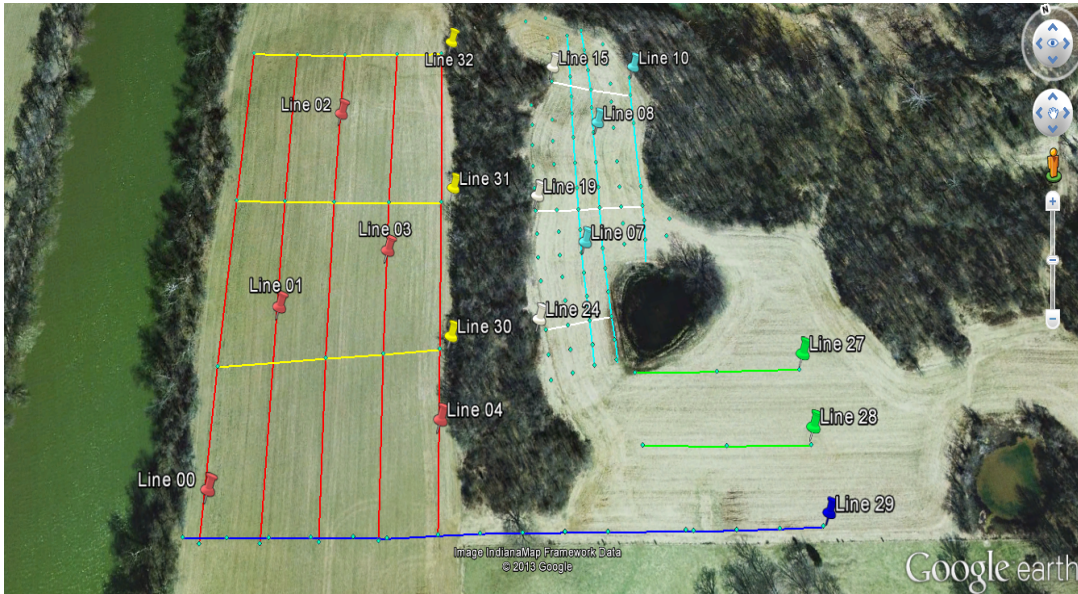 N
Line 32
Line 15
Line 10
Line 02
Line 08
Line 31
Line 19
Line 03
Line 07
Line 01
Line 24
Line 30
Line 27
Line 04
Line 28
Line 00
Line 29
Image IndianaMap Framework Data
© 2013 Google
Google earth